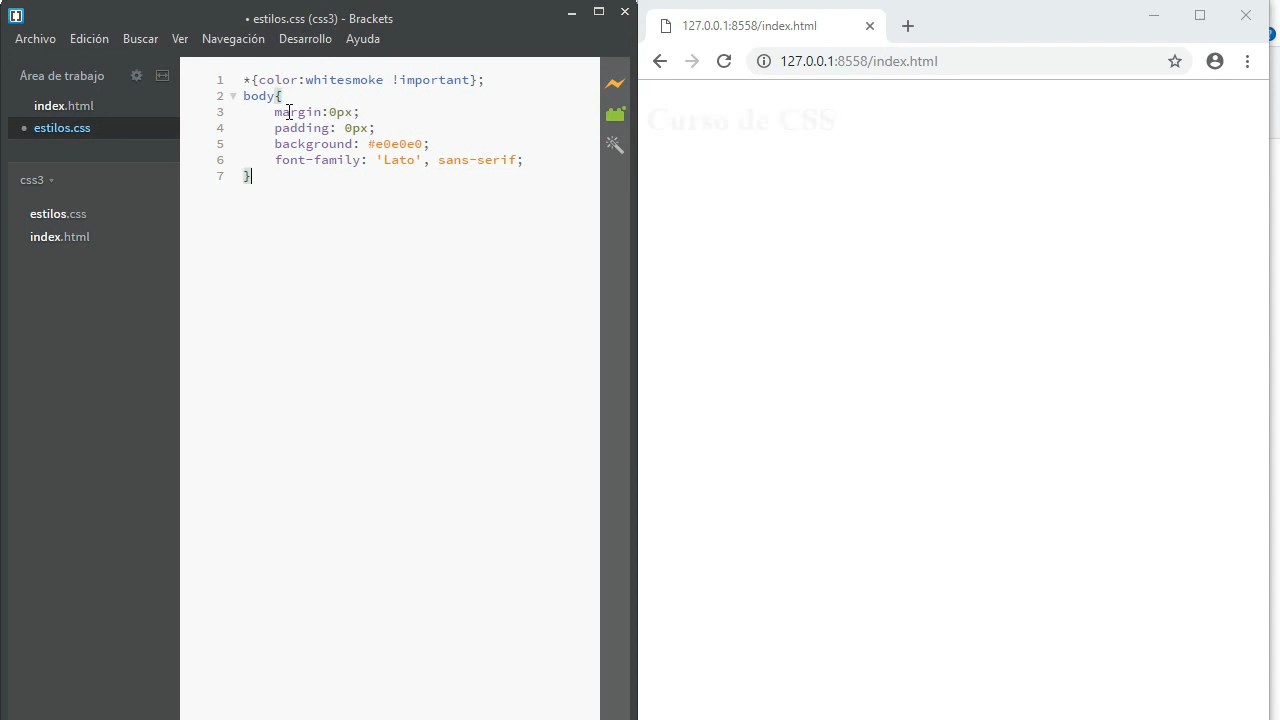 • estilos.css (css3) - Brackets
Archivo Edición Buscar Ver Navegación Desarrollo Ayuda
Área de trabajo
index.html
• estilos.css
css3
estilos.css
index.html
1 *{color:whitesmoke !important};
2 body{
3 margin:0px;
4 padding: 0px;
5 background: #e0e0e0;
6 font-family: 'Lato', sans-serif;
7 }
127.0.0.1:8558/index.html
127.0.0.1:8558/index.html
Curso de CSS